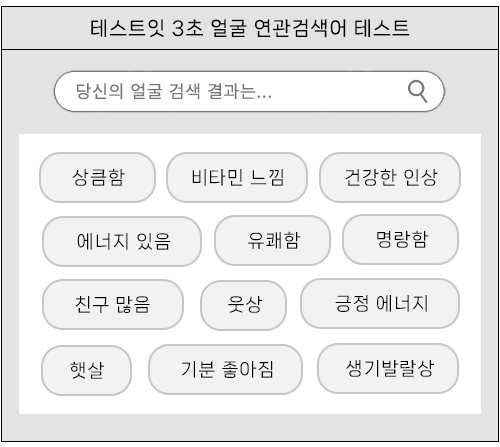 테스트잇 3초 얼굴 연관검색어 테스트
당신의 얼굴 검색 결과는...
상큼함 비타민 느낌 건강한 인상
에너지 있음 유쾌함 명랑함
친구 많음 웃상 긍정 에너지
햇살 기분 좋아짐 생기발랄상